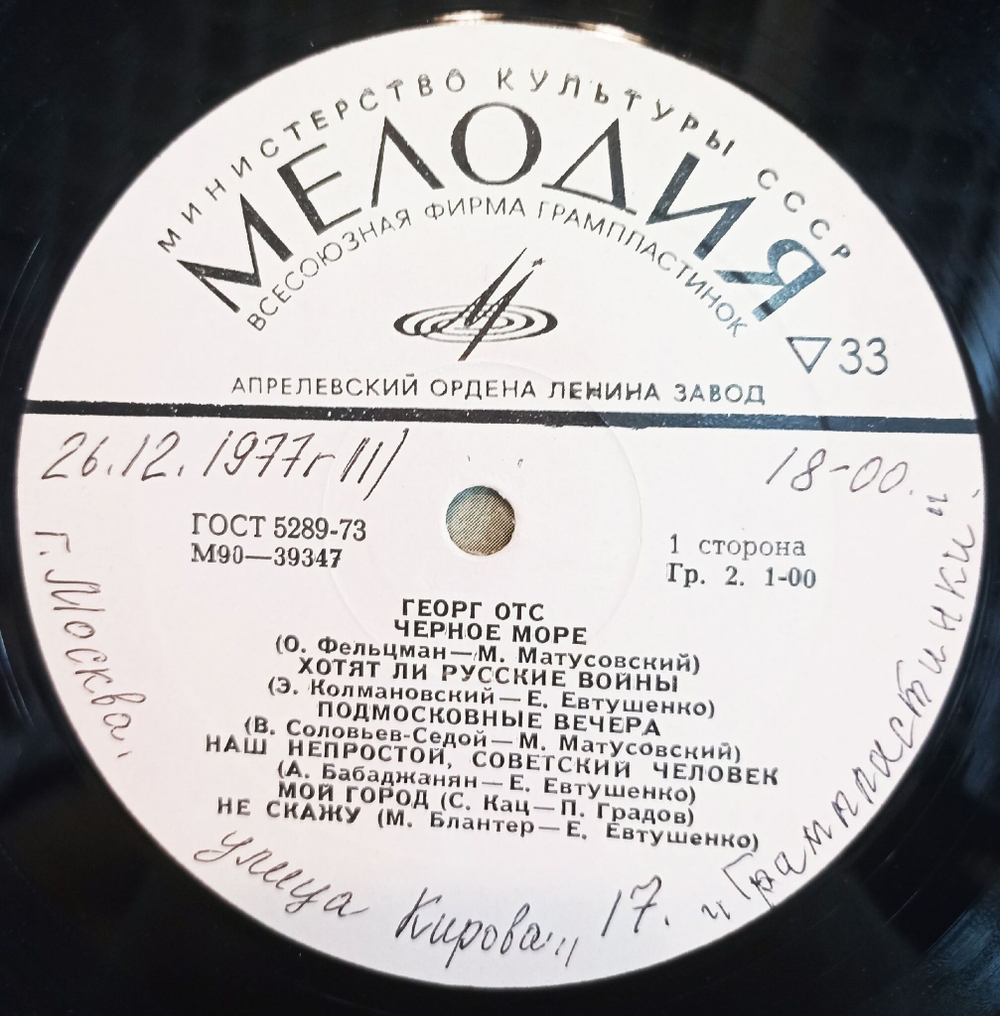 МИНИСТЕРСТВО КУЛЬТУРЫ СССР
МЕЛОДИЯ
ВСЕСОЮЗНАЯ ФИРМА ГРАМПЛАСТИНОК
▽33
АПРЕЛЕВСКИЙ ОРДЕНА ЛЕНИНА ЗАВОД
26.12.1977г III)
18-00.
ГОСТ 5289-73
М90—39347
1 сторона
Гр. 2. 1-00
ГЕОРГ ОТС
ЧЕРНОЕ МОРЕ
(О. Фельцман—М. Матусовский)
ХОТЯТ ЛИ РУССКИЕ ВОЙНЫ
(Э. Колмановский—Е. Евтушенко)
ПОДМОСКОВНЫЕ ВЕЧЕРА
(В. Соловьев-Седой—М. Матусовский)
НАШ НЕПРОСТОЙ, СОВЕТСКИЙ ЧЕЛОВЕК
(А. Бабаджанян—Е. Евтушенко)
МОЙ ГОРОД (С. Кац—П. Градов)
НЕ СКАЖУ (М. Блантер—Е. Евтушенко)
г. Москва,
улица Кирова,, 17.
„Грампластинки"